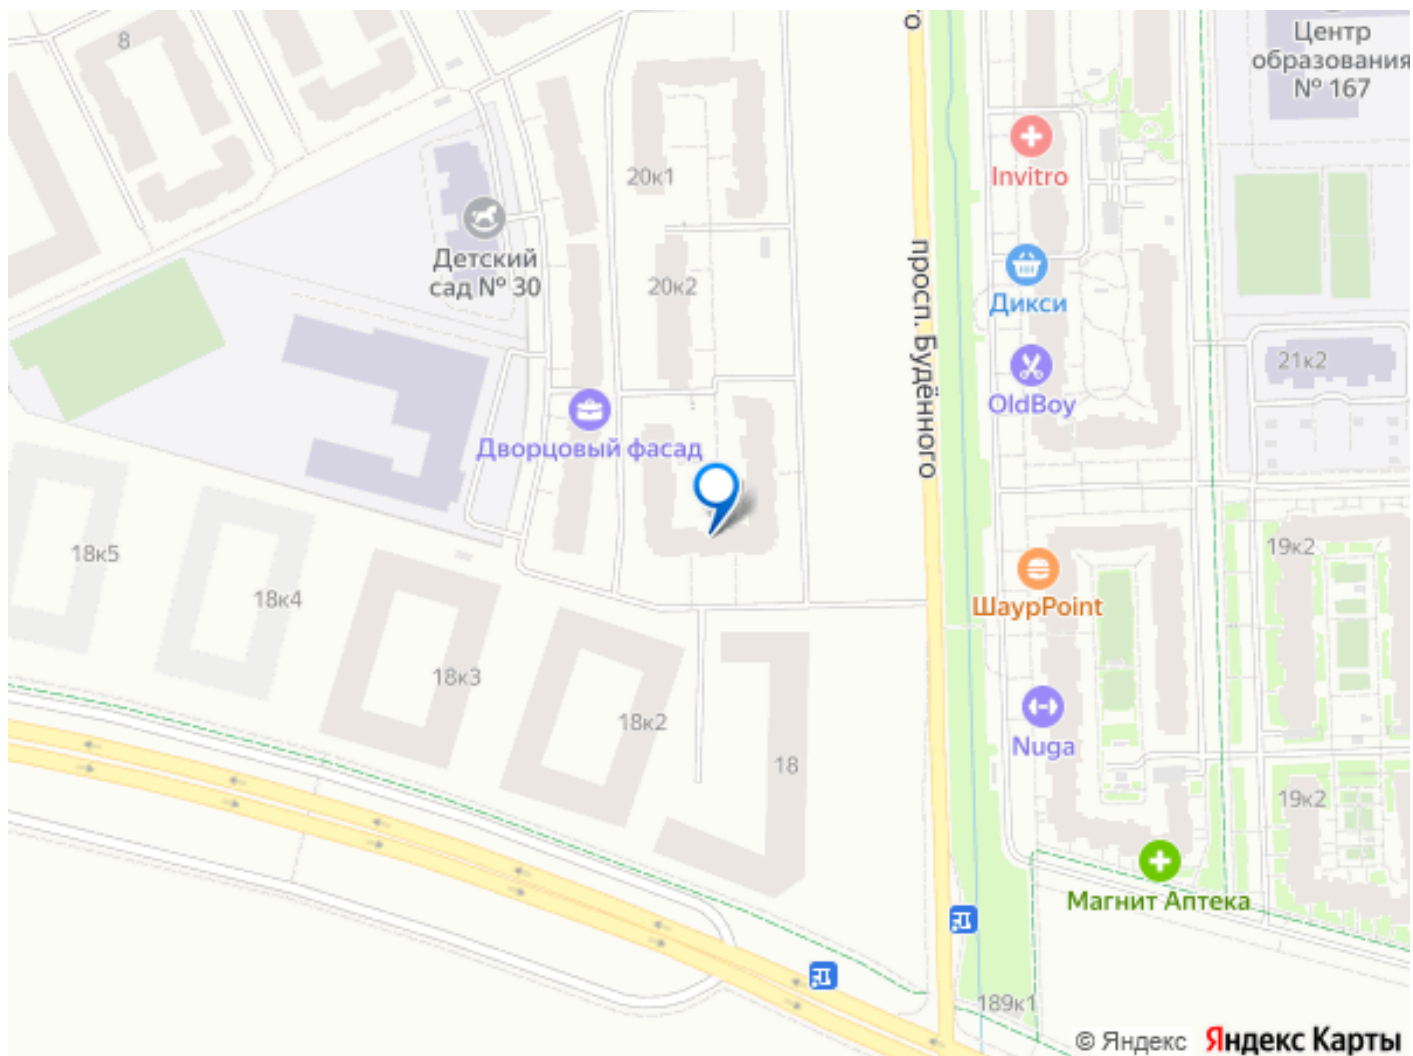 8
го
Центр
образования
№ 167
20к1
Invitro
Детский
сад № 30
20к2
Дикси
просп. Будённого
21к2
OldBoy
Дворцовый фасад
18к5
19к2
18к4
ШаурPoint
18к3
18к2
Nuga
18
19к2
Магнит Аптека
189к1
© Яндекс Яндекс Карты